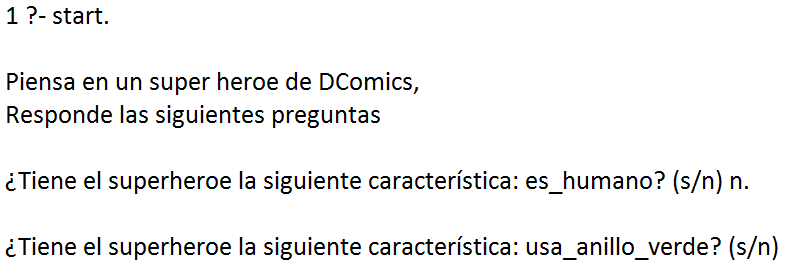 1 ?- start.
Piensa en un super heroe de DComics,
Responde las siguientes preguntas
¿Tiene el superheroe la siguiente característica: es_humano? (s/n) n.
¿Tiene el superheroe la siguiente característica: usa_anillo_verde? (s/n)